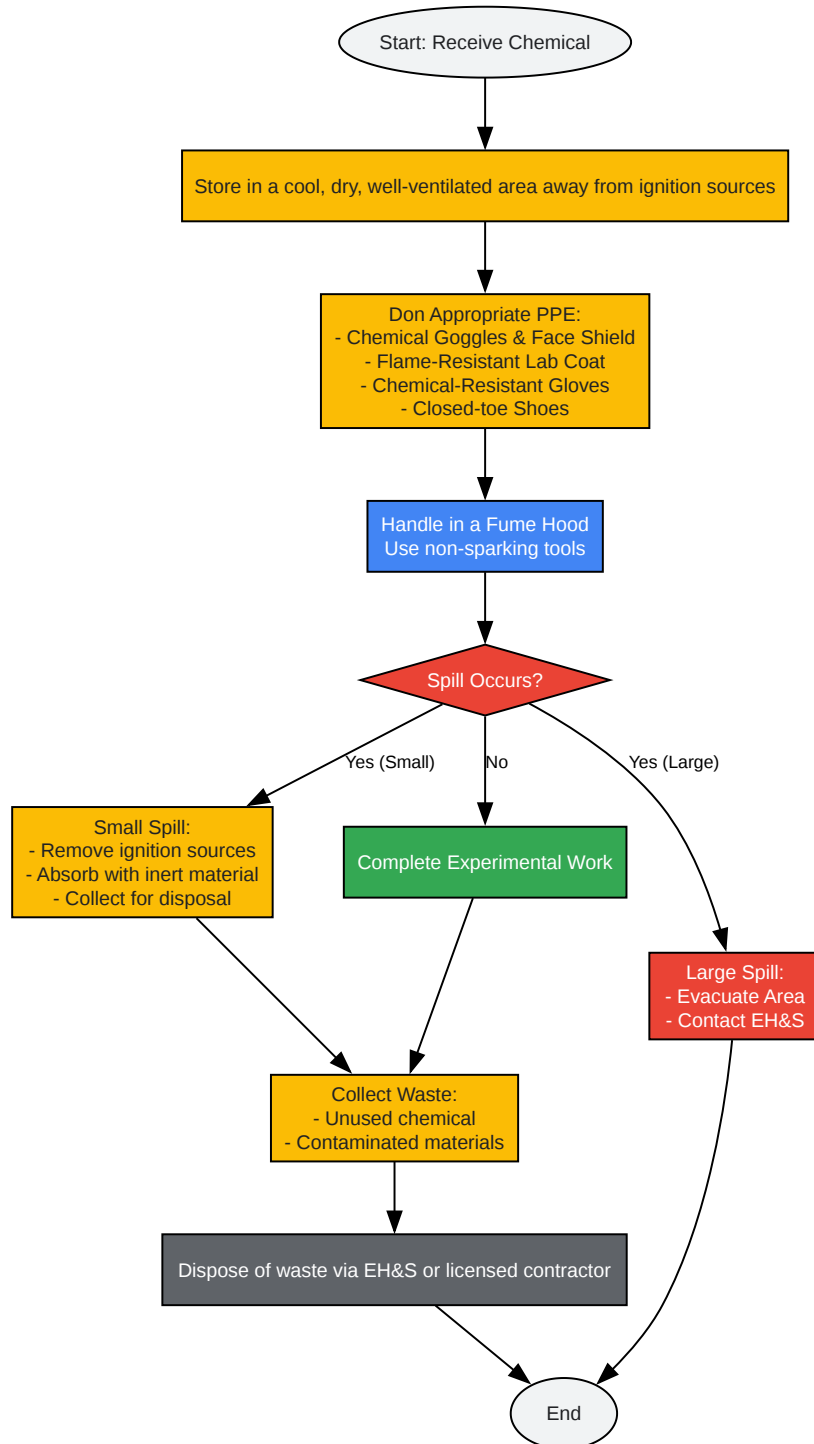 Start: Receive Chemical
Store in a cool, dry, well-ventilated area away from ignition sources
Don Appropriate PPE:
- Chemical Goggles & Face Shield
- Flame-Resistant Lab Coat
- Chemical-Resistant Gloves
- Closed-toe Shoes
Handle in a Fume Hood
Use non-sparking tools
Spill Occurs?
Yes (Small)
No
Yes (Large)
Small Spill:
- Remove ignition sources
- Absorb with inert material
- Collect for disposal
Complete Experimental Work
Large Spill:
- Evacuate Area
- Contact EH&S
Collect Waste:
- Unused chemical
- Contaminated materials
Dispose of waste via EH&S or licensed contractor
End